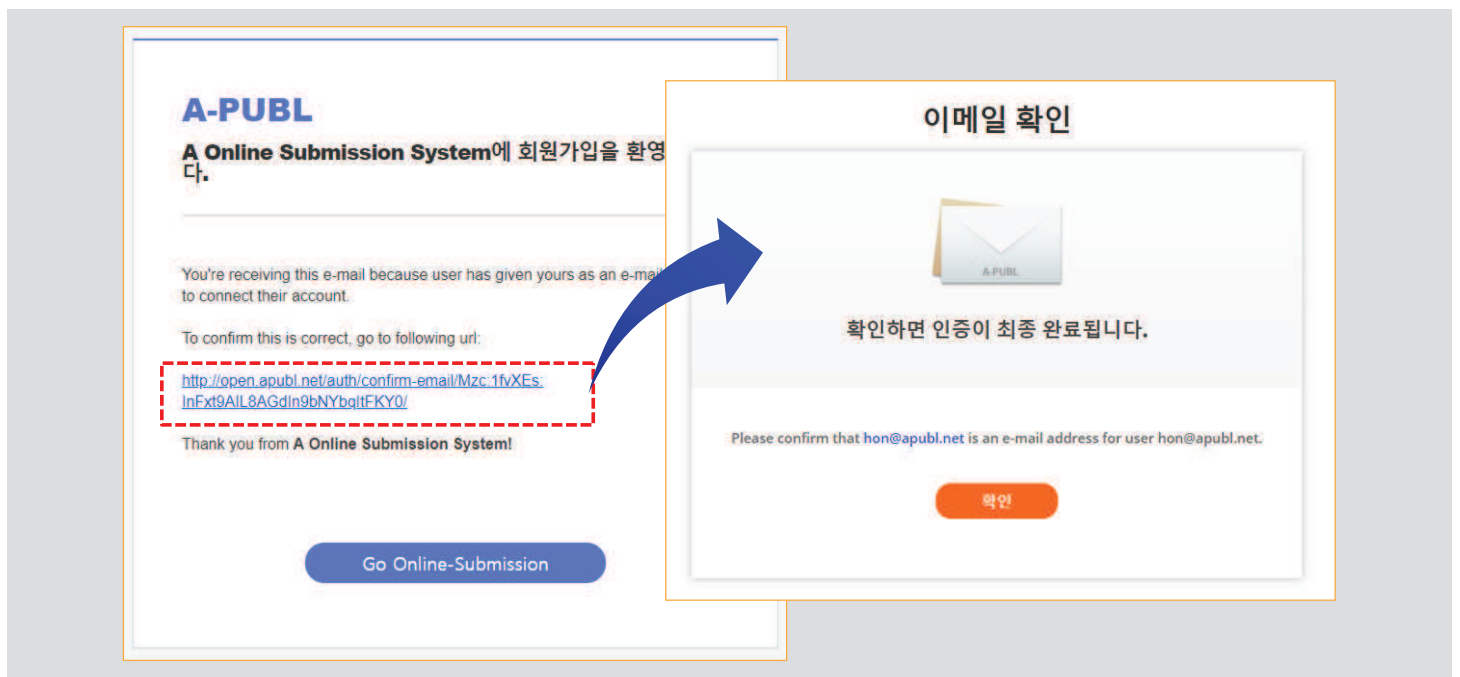 A-PUBL
A Online Submission System에 회원가입을 환영
다.
You're receiving this e-mail because user has given yours as an e-mail
to connect their account.
To confirm this is correct, go to following url:
http://open.apubl.net/auth/confirm-email/Mzc:1fvXEs:
InFxt9AIL8AGdIn9bNYbqItFKY0/
Thank you from A Online Submission System!
Go Online-Submission
이메일 확인
A-PUBL
확인하면 인증이 최종 완료됩니다.
Please confirm that hon@apubl.net is an e-mail address for user hon@apubl.net.
확인